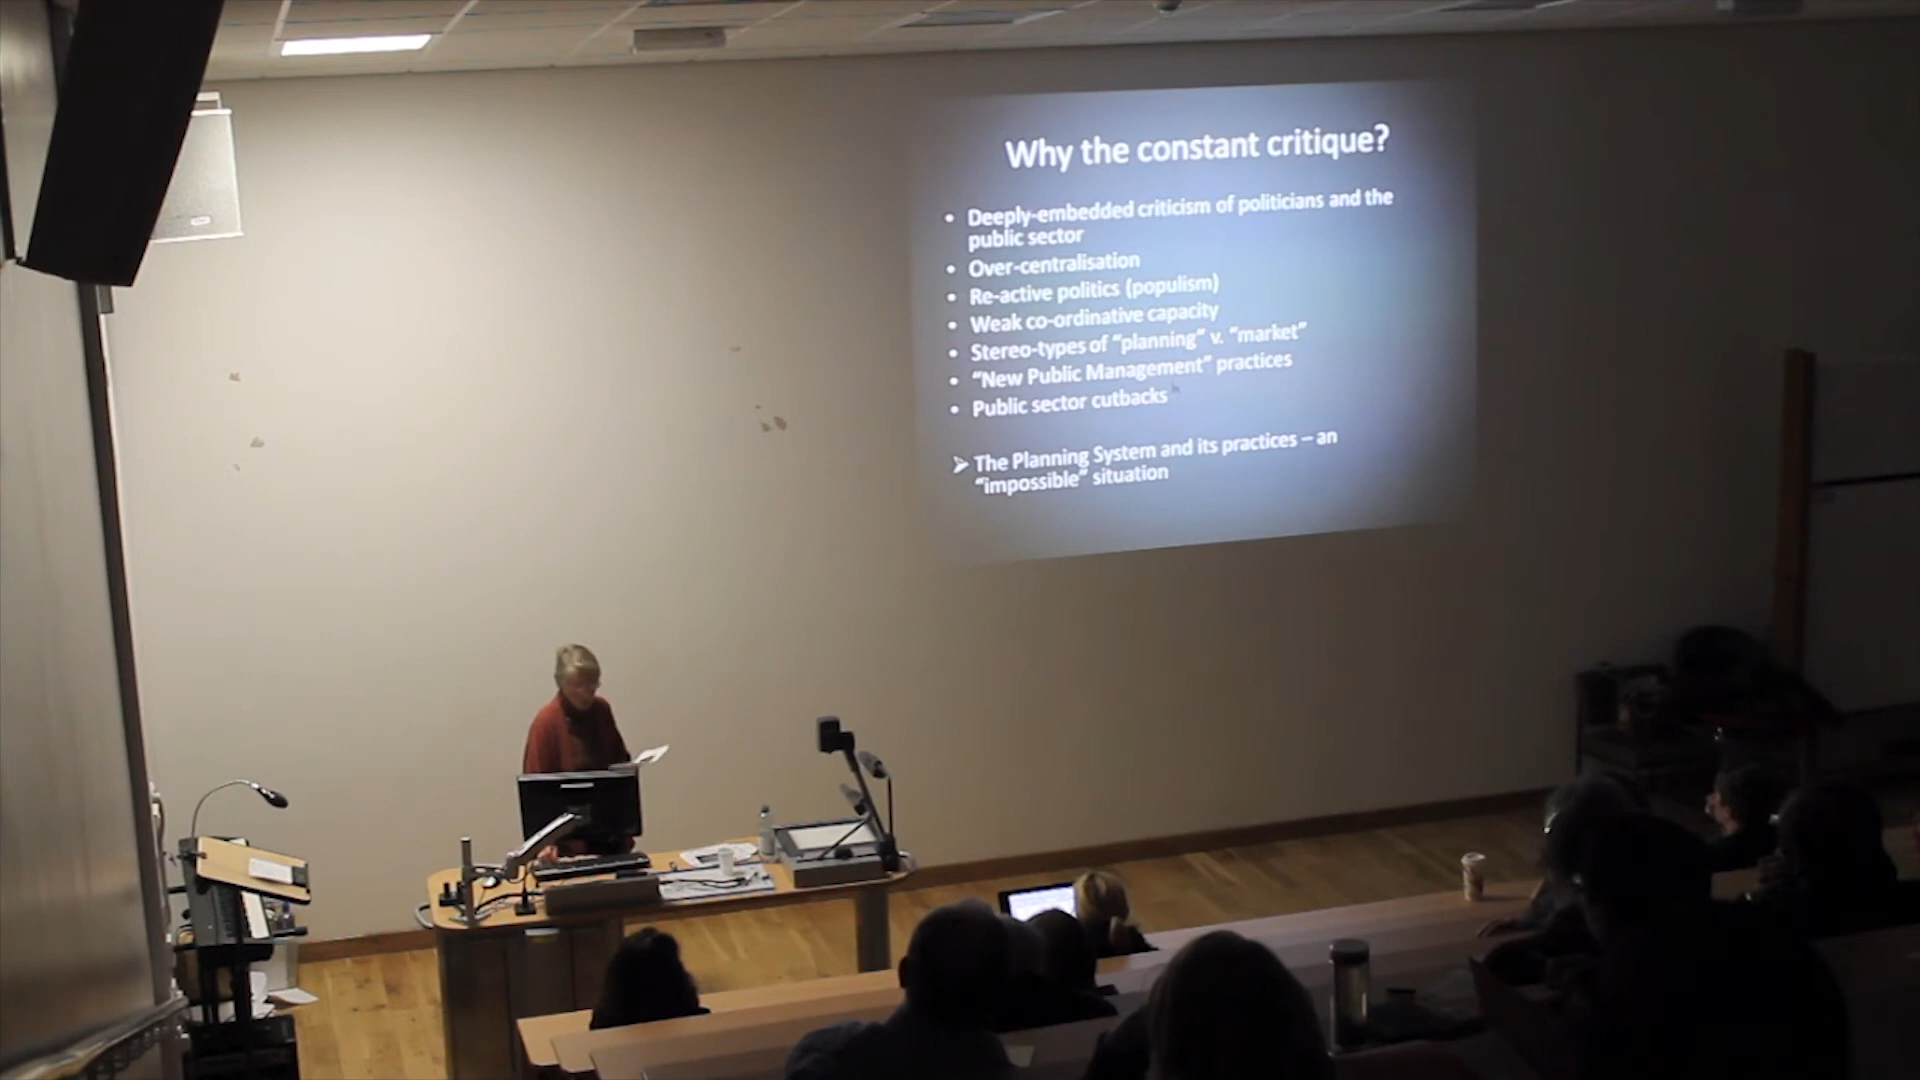 Why the constant critique?
• Deeply-embedded criticism of politicians and the
public sector
• Over-centralisation
• Re-active politics (populism)
• Weak co-ordinative capacity
• Stereo-types of “planning” v. “market”
• “New Public Management” practices
• Public sector cutbacks
➢ The Planning System and its practices – an
“impossible” situation